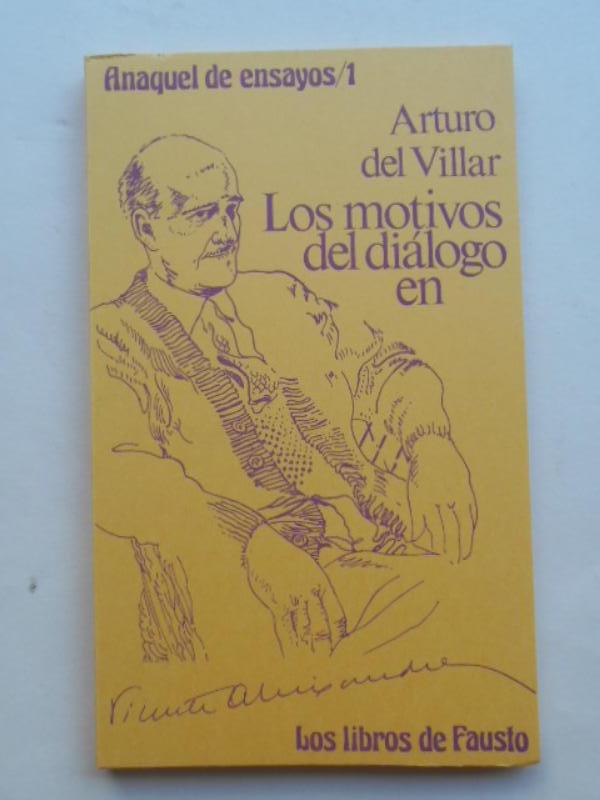 Anaquel de ensayos/1
Arturo
del Villar
Los motivos
del diálogo
en
Vicente Aleixandre
Los libros de Fausto